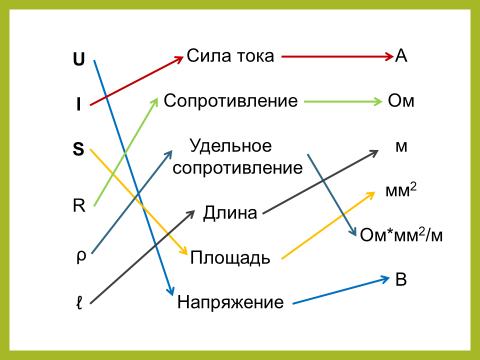 U
I
S
R
ρ
ℓ
Сила тока
Сопротивление
Удельное
сопротивление
Длина
Площадь
Напряжение
А
Ом
м
мм²
Ом*мм²/м
В